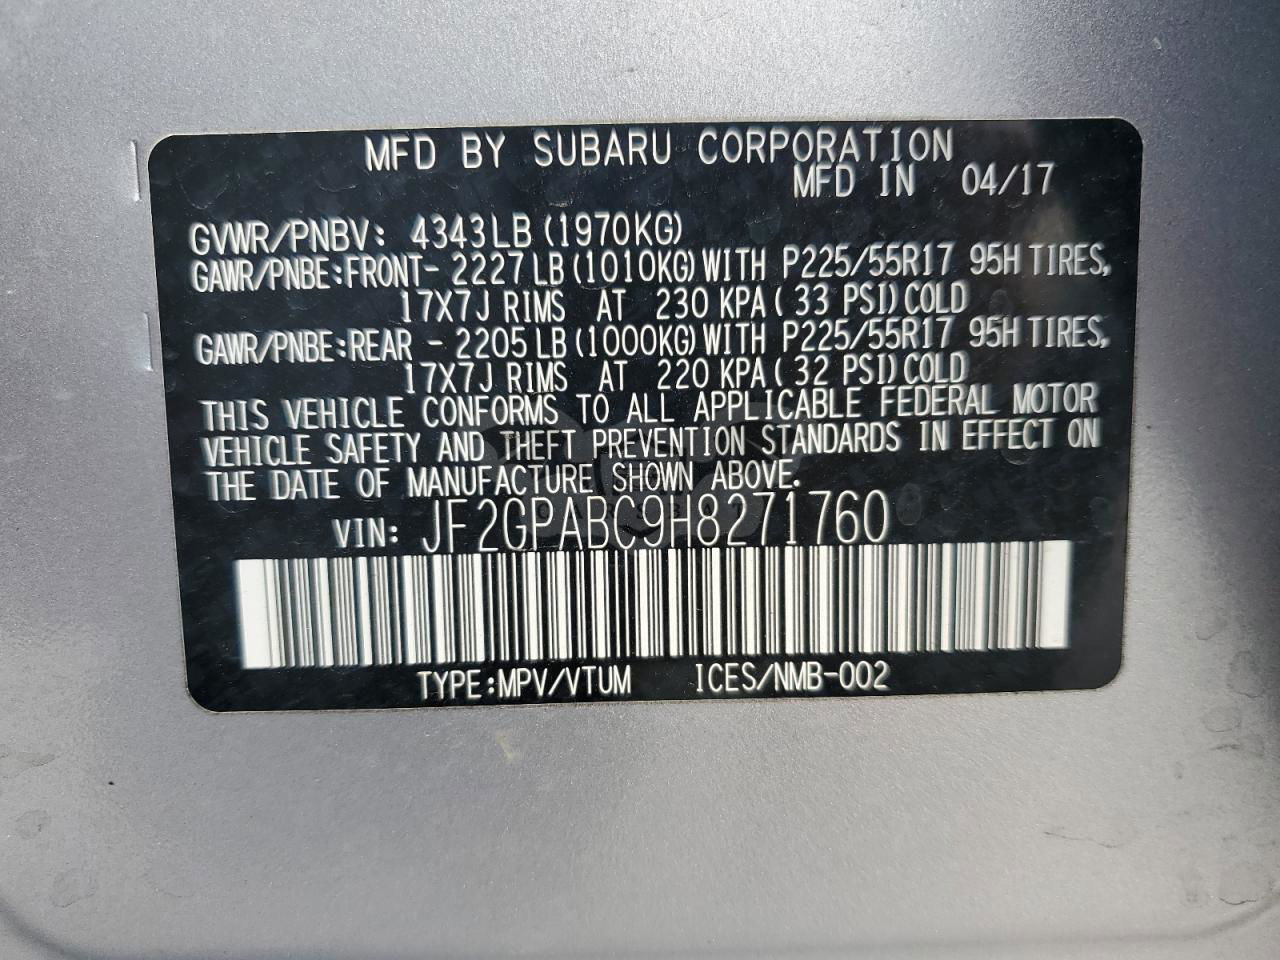 MFD BY SUBARU CORPORATION
MFD IN 04/17
GVWR/PNBV: 4343LB (1970KG)
GAWR/PNBE:FRONT- 2227LB (1010KG) WITH P225/55R17 95H TIRES,
17X7J RIMS AT 230 KPA ( 33 PSI) COLD
GAWR/PNBE:REAR - 2205LB (1000KG) WITH P225/55R17 95H TIRES,
17X7J RIMS AT 220 KPA ( 32 PSI) COLD
THIS VEHICLE CONFORMS TO ALL APPLICABLE FEDERAL MOTOR
VEHICLE SAFETY AND THEFT PREVENTION STANDARDS IN EFFECT ON
THE DATE OF MANUFACTURE SHOWN ABOVE.
VIN: JF2GPABC9H8271760
TYPE:MPV/VTUM ICES/NMB-002